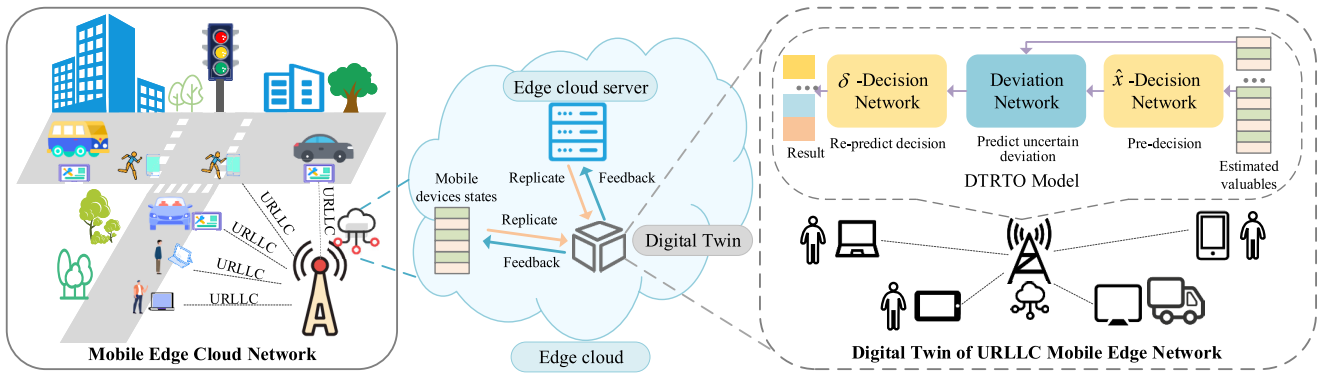 URLLC
URLLC
URLLC
URLLC
URLLC
Mobile Edge Cloud Network
Edge cloud server
Replicate
Feedback
Mobile
devices states
Replicate
Feedback
Digital Twin
Edge cloud
δ -Decision
Network
Deviation
Network
x̂ -Decision
Network
Result
Re-predict decision
Predict uncertain
deviation
Pre-decision
Estimated
valuables
DTRTO Model
Digital Twin of URLLC Mobile Edge Network